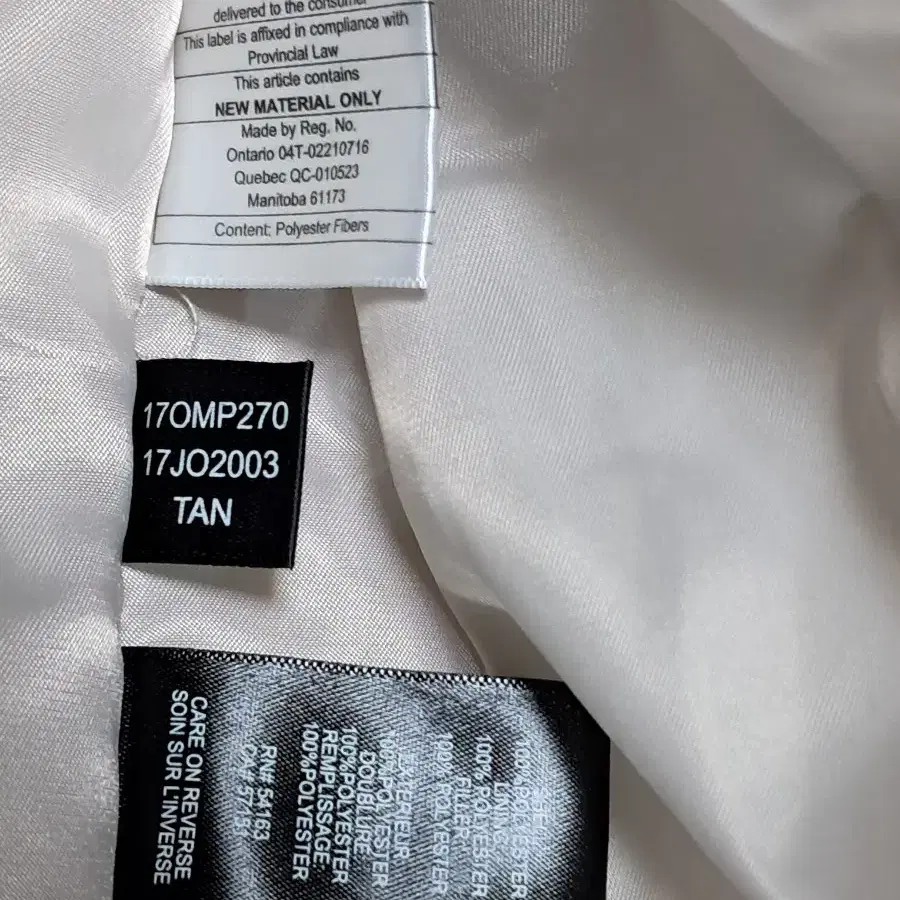 delivered to the consumer
This label is affixed in compliance with
Provincial Law
This article contains
NEW MATERIAL ONLY
Made by Reg. No.
Ontario 04T-02210716
Quebec QC-010523
Manitoba 61173
Content: Polyester Fibers
17OMP270
17JO2003
TAN
SHELL
100% POLYESTER
LINING:
100% POLYESTER
FILLER:
100% POLYESTER
EXTERIEUR
100% POLYESTER
DOUBLURE
100%POLYESTER
REMPLISSAGE:
100%POLYESTER
RN# 54163
CARE ON REVERSE
SOIN SUR L'INVERSE